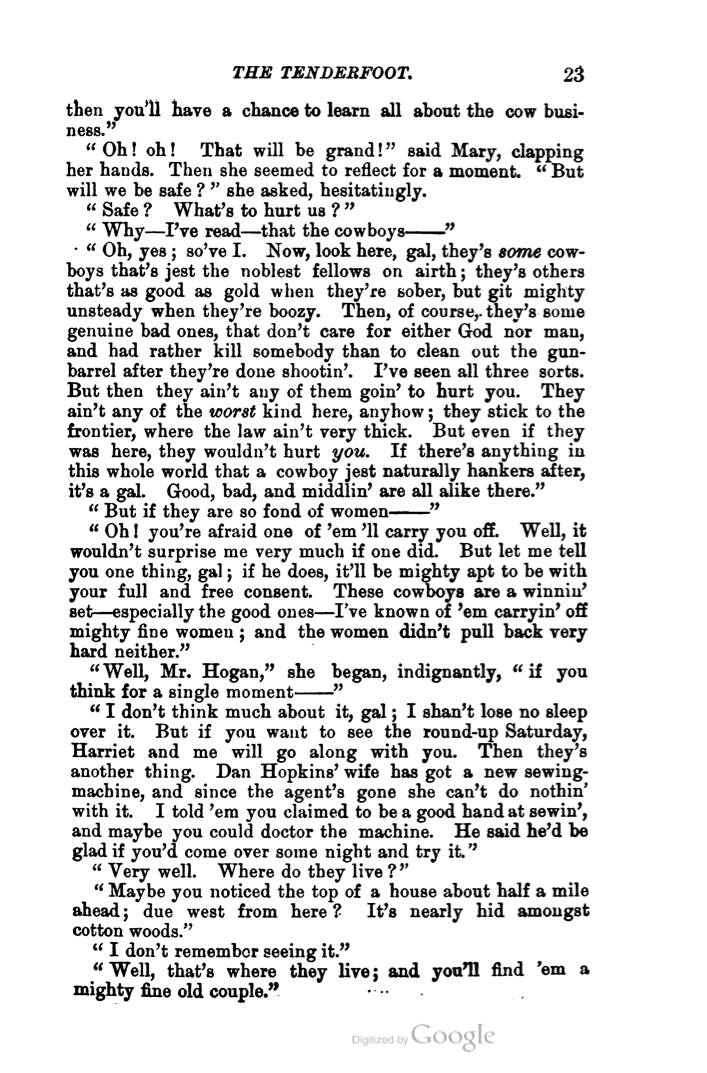 THE TENDERFOOT. 23
then you'll have a chance to learn all about the cow busi-
ness."
"Oh! oh! That will be grand!" said Mary, clapping
her hands. Then she seemed to reflect for a moment. "But
will we be safe?" she asked, hesitatingly.
"Safe? What's to hurt us?"
"Why—I've read—that the cowboys——"
"Oh, yes; so've I. Now, look here, gal, they's some cow-
boys that's jest the noblest fellows on airth; they's others
that's as good as gold when they're sober, but git mighty
unsteady when they're boozy. Then, of course, they's some
genuine bad ones, that don't care for either God nor man,
and had rather kill somebody than to clean out the gun-
barrel after they're done shootin'. I've seen all three sorts.
But then they ain't any of them goin' to hurt you. They
ain't any of the worst kind here, anyhow; they stick to the
frontier, where the law ain't very thick. But even if they
was here, they wouldn't hurt you. If there's anything in
this whole world that a cowboy jest naturally hankers after,
it's a gal. Good, bad, and middlin' are all alike there."
"But if they are so fond of women——"
"Oh! you're afraid one of 'em 'll carry you off. Well, it
wouldn't surprise me very much if one did. But let me tell
you one thing, gal; if he does, it'll be mighty apt to be with
your full and free consent. These cowboys are a winnin'
set—especially the good ones—I've known of 'em carryin' off
mighty fine women; and the women didn't pull back very
hard neither."
"Well, Mr. Hogan," she began, indignantly, "if you
think for a single moment——"
"I don't think much about it, gal; I shan't lose no sleep
over it. But if you want to see the round-up Saturday,
Harriet and me will go along with you. Then they's
another thing. Dan Hopkins' wife has got a new sewing-
machine, and since the agent's gone she can't do nothin'
with it. I told 'em you claimed to be a good hand at sewin',
and maybe you could doctor the machine. He said he'd be
glad if you'd come over some night and try it."
"Very well. Where do they live?"
"Maybe you noticed the top of a house about half a mile
ahead; due west from here? It's nearly hid amongst
cotton woods."
"I don't remember seeing it."
"Well, that's where they live; and you'll find 'em a
mighty fine old couple."
Digitized by Google